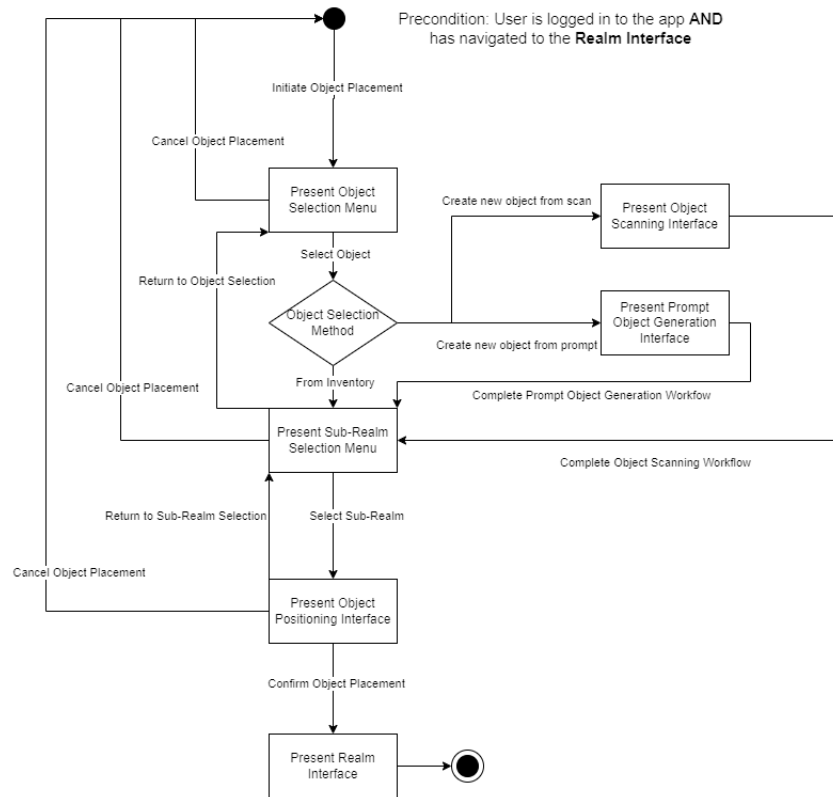 Precondition: User is logged in to the app AND
has navigated to the Realm Interface
Initiate Object Placement
Cancel Object Placement
Present Object
Selection Menu
Create new object from scan
Present Object
Scanning Interface
Select Object
Return to Object Selection
Object Selection
Method
Present Prompt
Object Generation
Interface
Create new object from prompt
From Inventory
Cancel Object Placement
Complete Prompt Object Generation Workfow
Present Sub-Realm
Selection Menu
Complete Object Scanning Workflow
Return to Sub-Realm Selection
Select Sub-Realm
Cancel Object Placement
Present Object
Positioning Interface
Confirm Object Placement
Present Realm
Interface